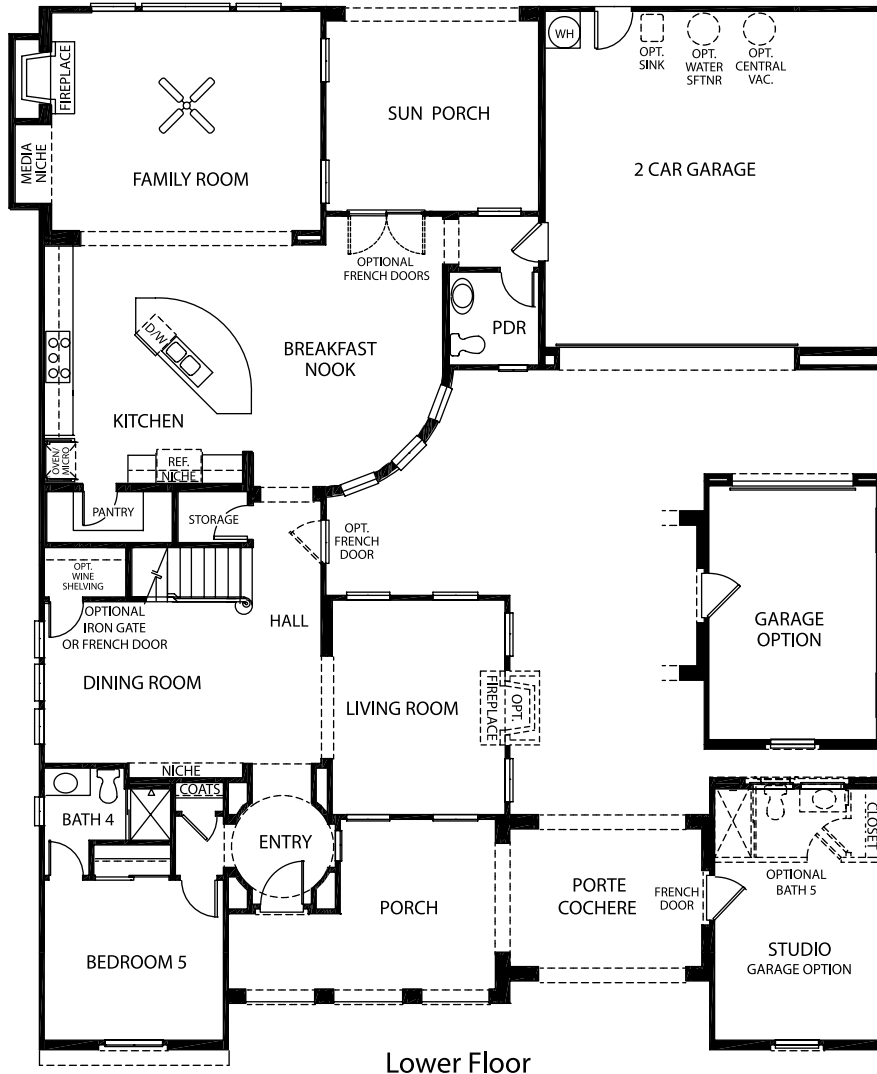 WH
OPT.
SINK
OPT.
WATER
SFTNR
OPT.
CENTRAL
VAC.
FIREPLACE
MEDIA
NICHE
FAMILY ROOM
SUN PORCH
2 CAR GARAGE
OPTIONAL
FRENCH DOORS
PDR
ID/W
BREAKFAST
NOOK
KITCHEN
OVEN/
MICRO
REF.
NICHE
PANTRY
STORAGE
OPT.
FRENCH
DOOR
OPT.
WINE
SHELVING
OPTIONAL
IRON GATE
OR FRENCH DOOR
HALL
GARAGE
OPTION
DINING ROOM
LIVING ROOM
FIREPLACE
OPT.
NICHE
COATS
BATH 4
ENTRY
CLOSET
OPTIONAL
BATH 5
PORTE
COCHERE
FRENCH
DOOR
PORCH
BEDROOM 5
STUDIO
GARAGE OPTION
Lower Floor